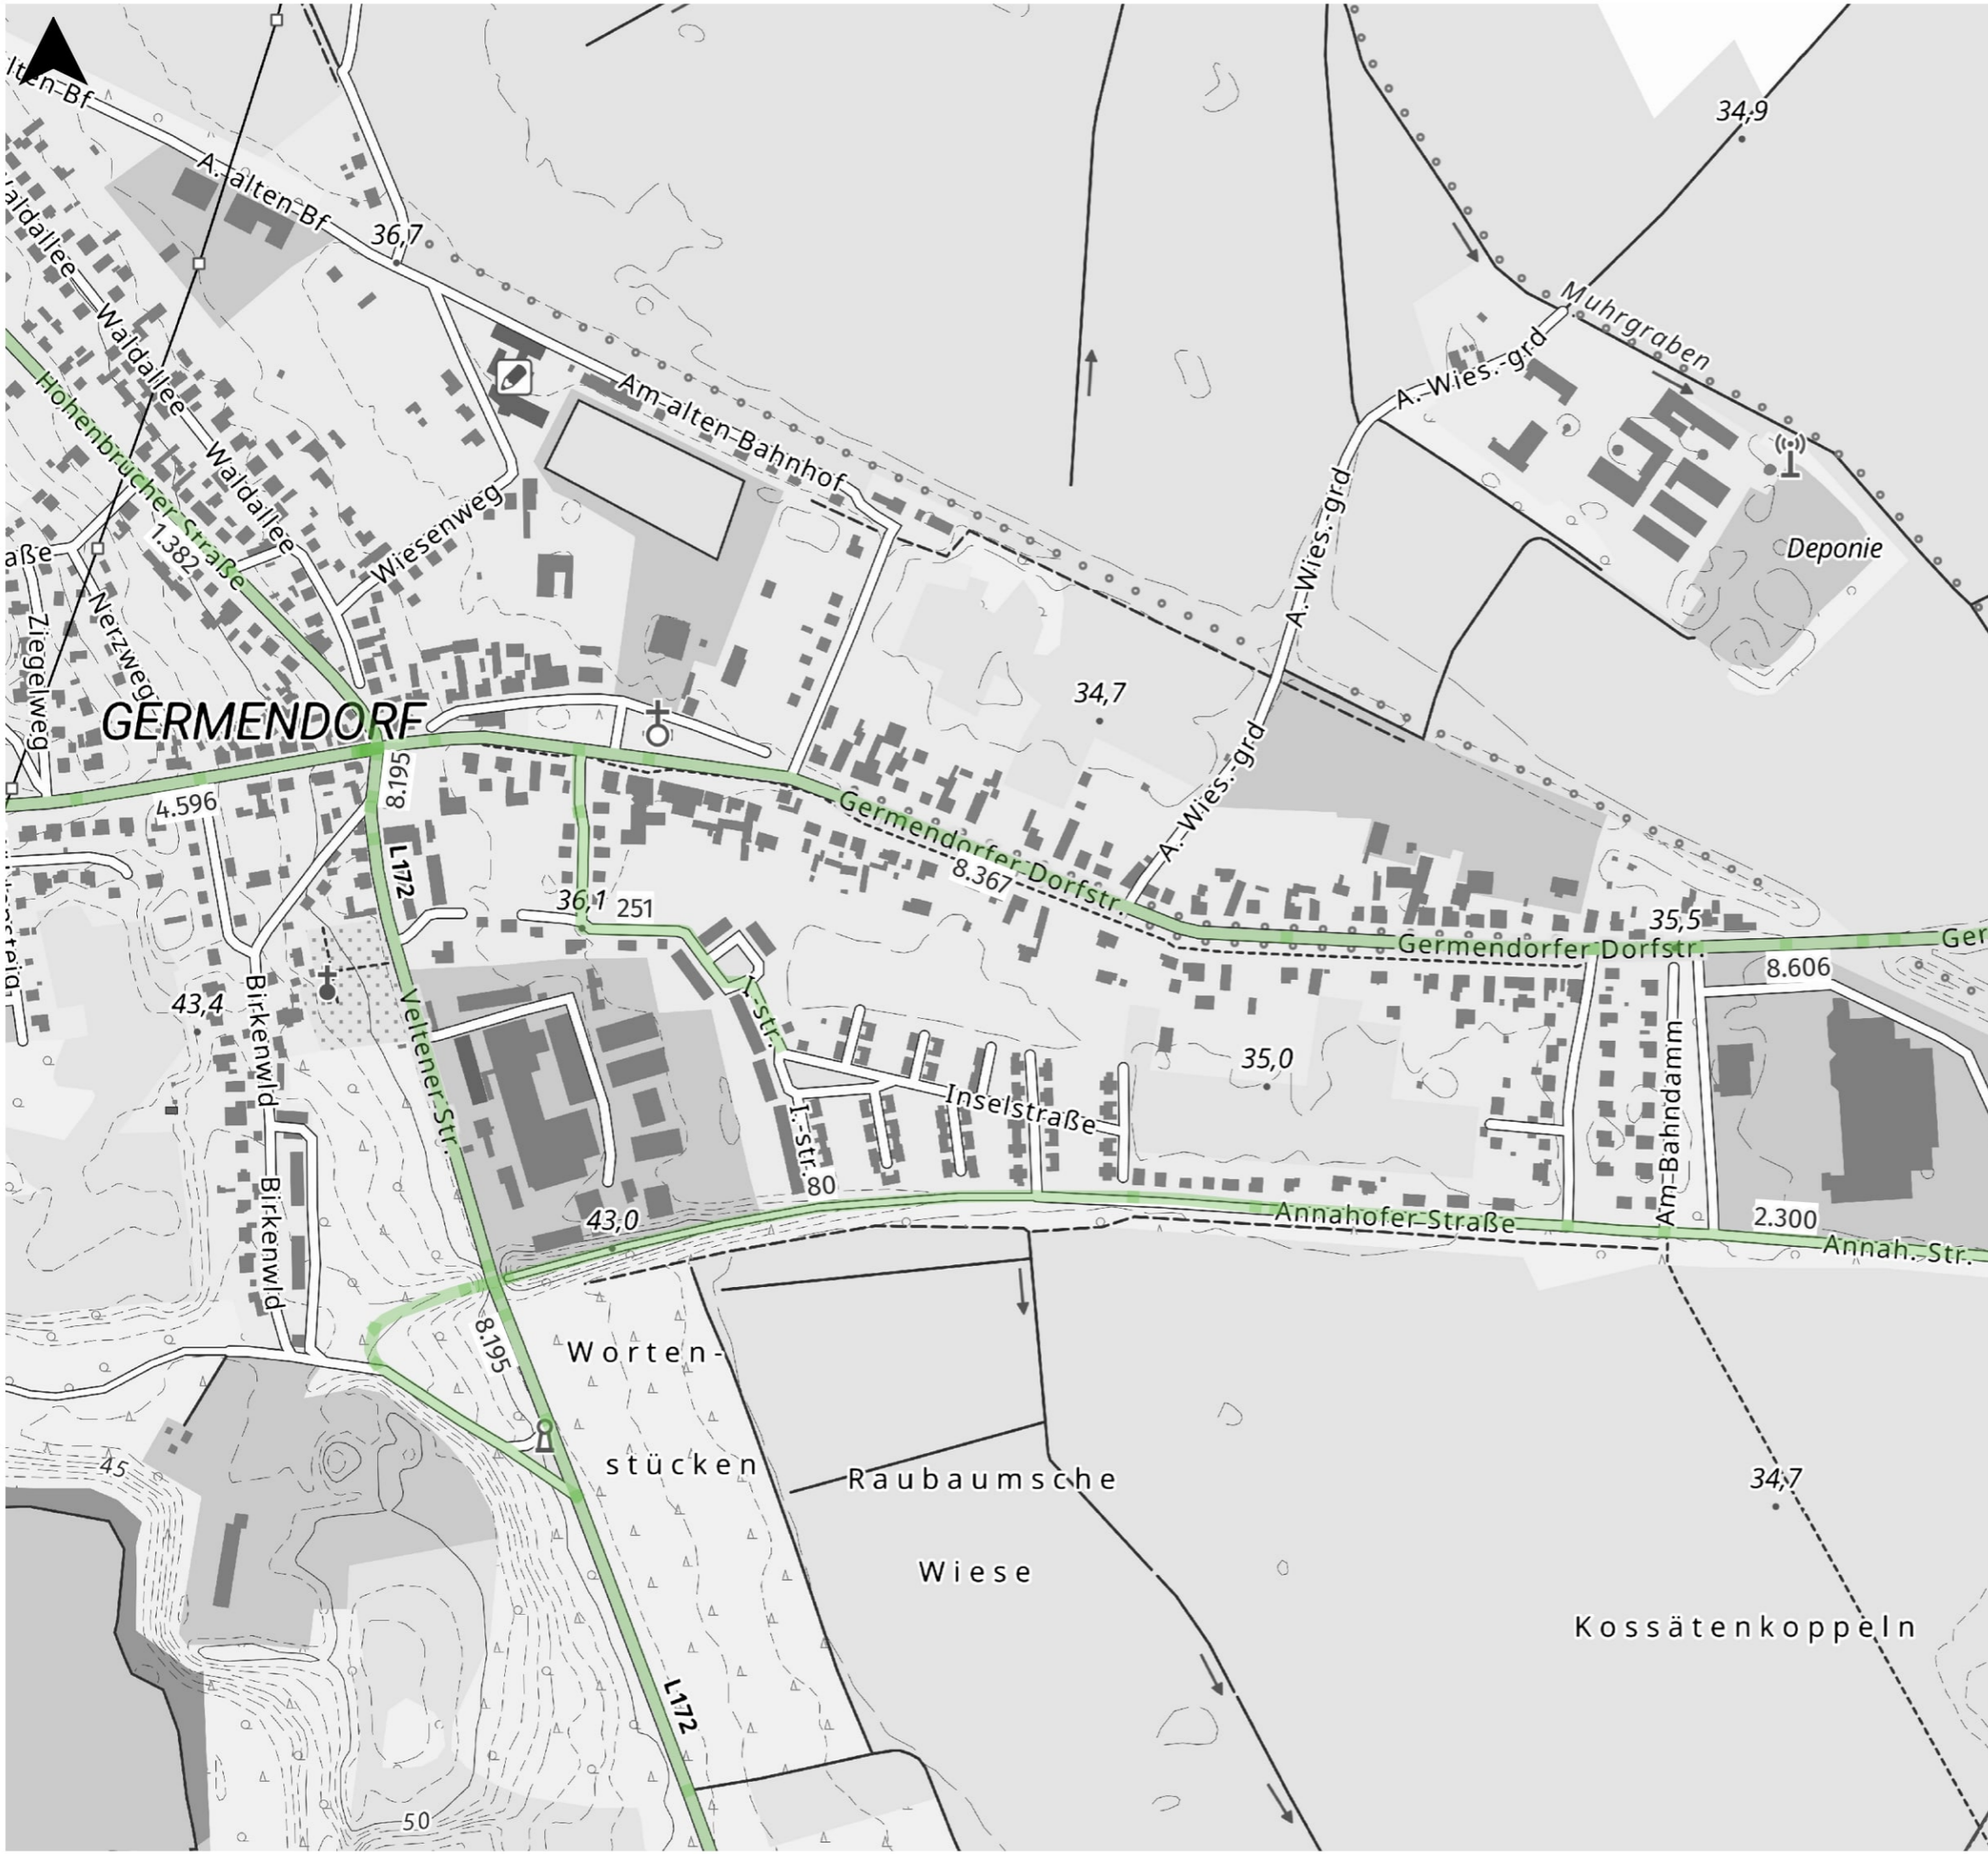 lten-Bf
34,9
A.-alten-Bf
36,7
Waldallee
Muhrgraben
A.-Wies.-grd
Waldallee
Hohenbrucher-Straße
Am-alten-Bahnhof
Waldallee
Wiesenweg
A.-Wies.-grd
1.382
aße
Deponie
Nerzweg
Ziegelweg
34,7
GERMENDORF
8.195
4.596
A.-Wies.-grd
Germendorfer-Dorfstr.
8.367
L172
36,1
251
35,5
Germendorfer-Dorfstr.
Ger
8.606
43,4
Birkenwld
Veltener-Str.
I.-str.
35,0
Inselstraße
I.-str.
80
Am-Bahndamm
Birkenwld
43,0
Annahofer-Straße
2.300
Annah.-Str.
8.195
Worten-
stücken
45
Raubaumsche
34,7
Wiese
Kossätenkoppeln
L172
50